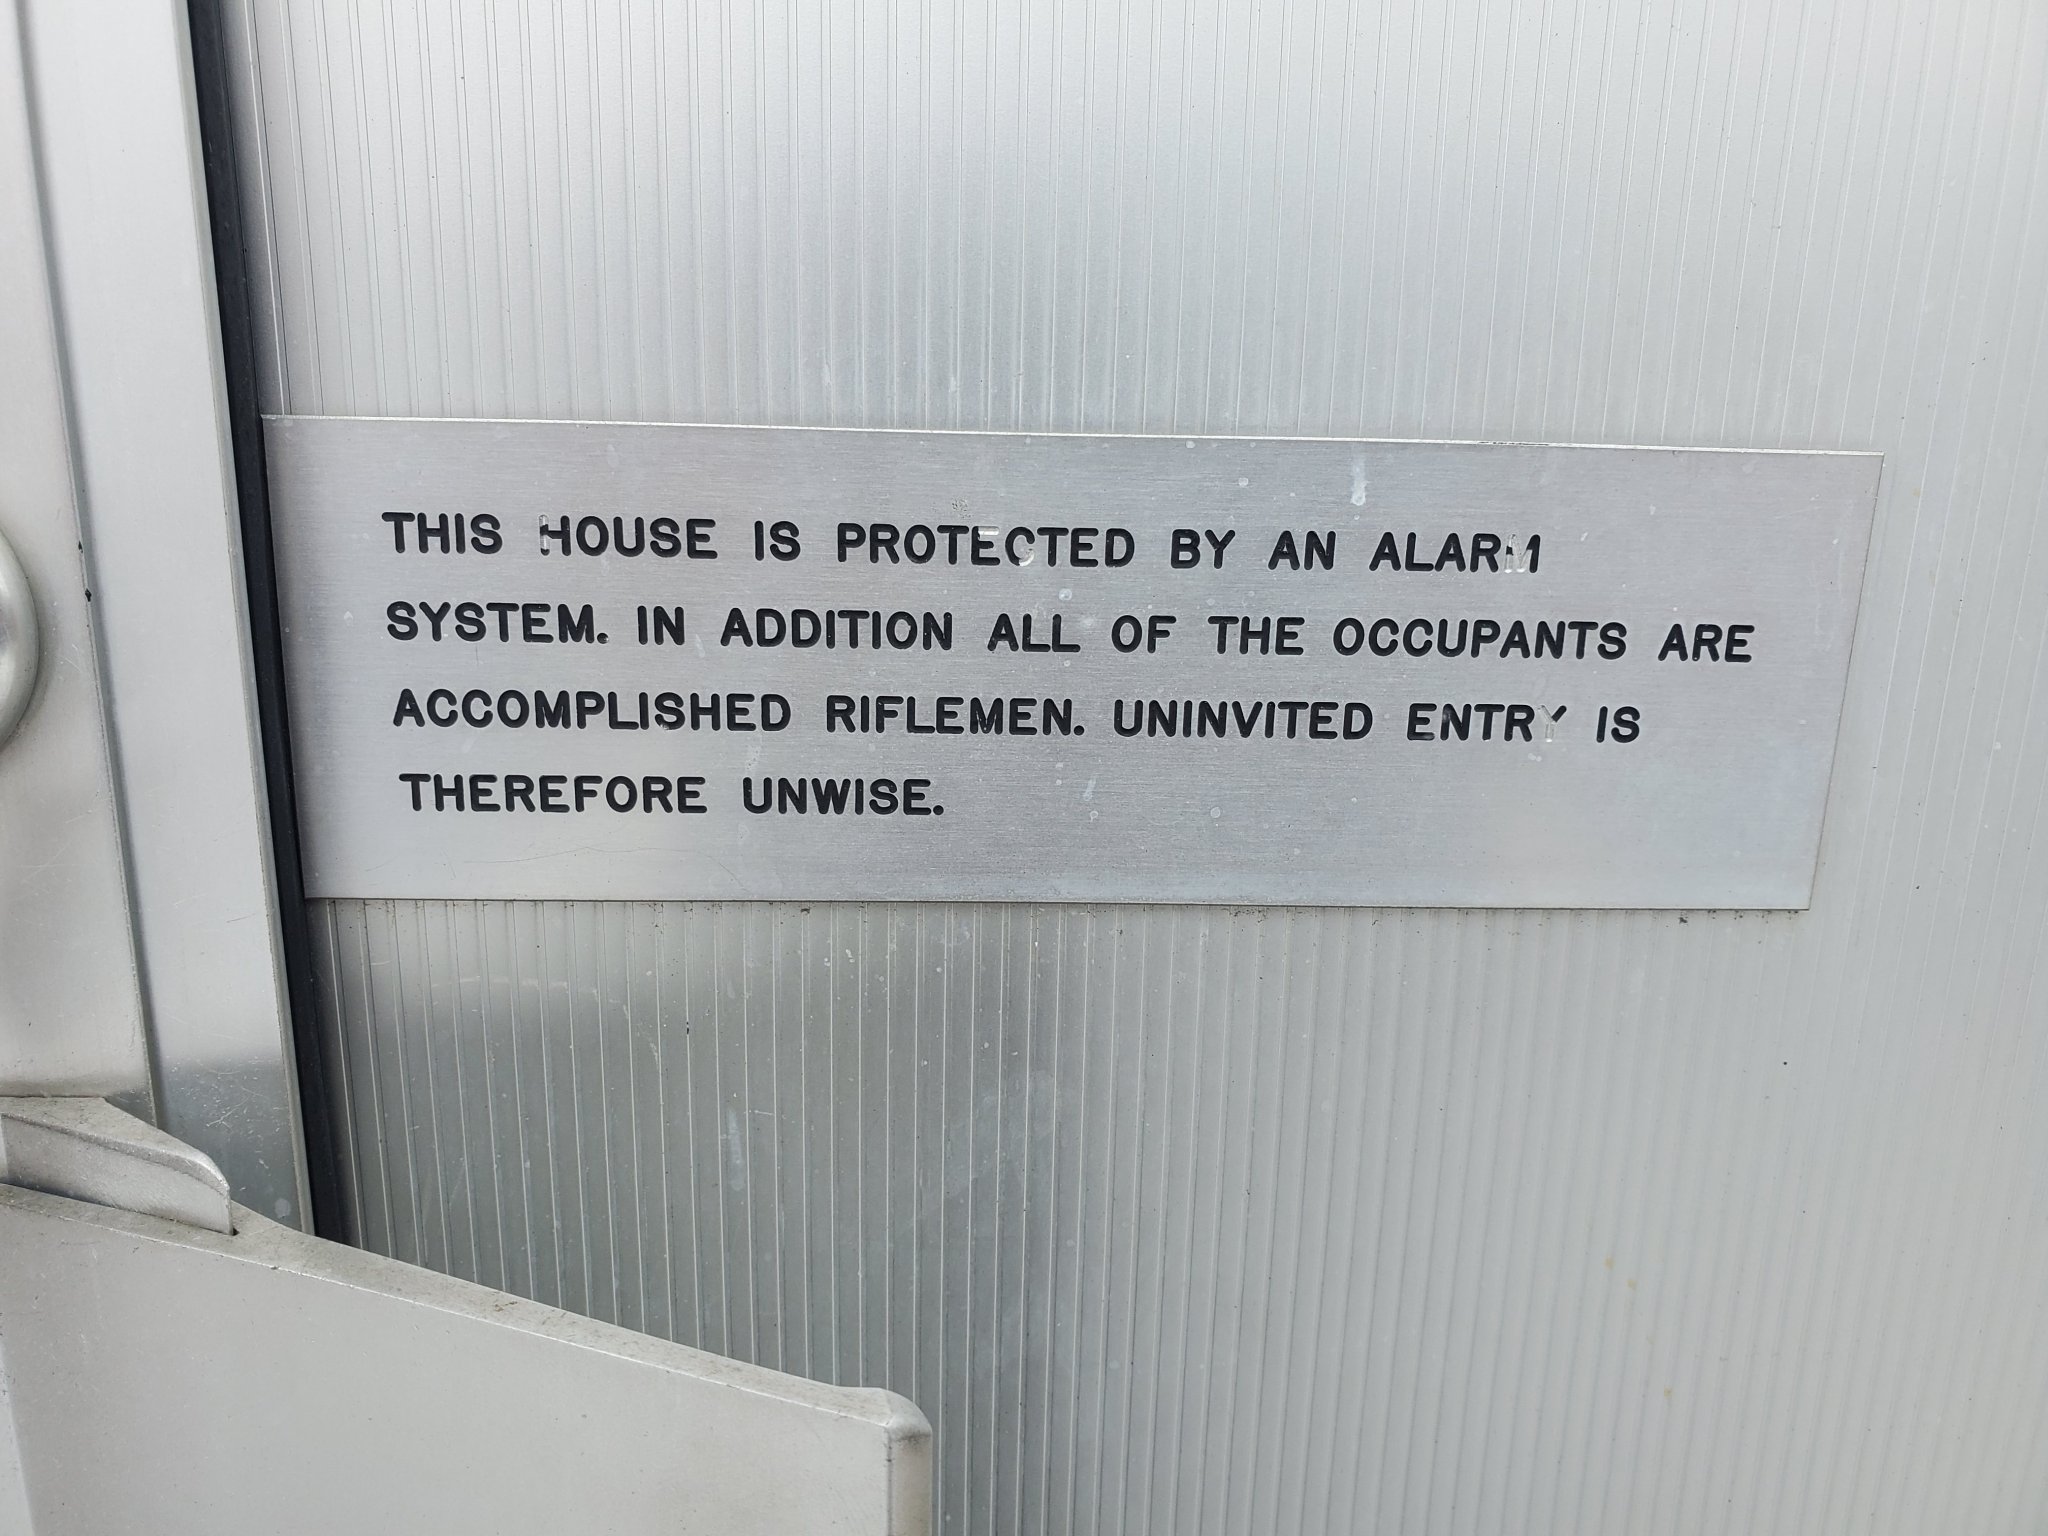 THIS HOUSE IS PROTECTED BY AN ALARM
SYSTEM. IN ADDITION ALL OF THE OCCUPANTS ARE
ACCOMPLISHED RIFLEMEN. UNINVITED ENTRY IS
THEREFORE UNWISE.